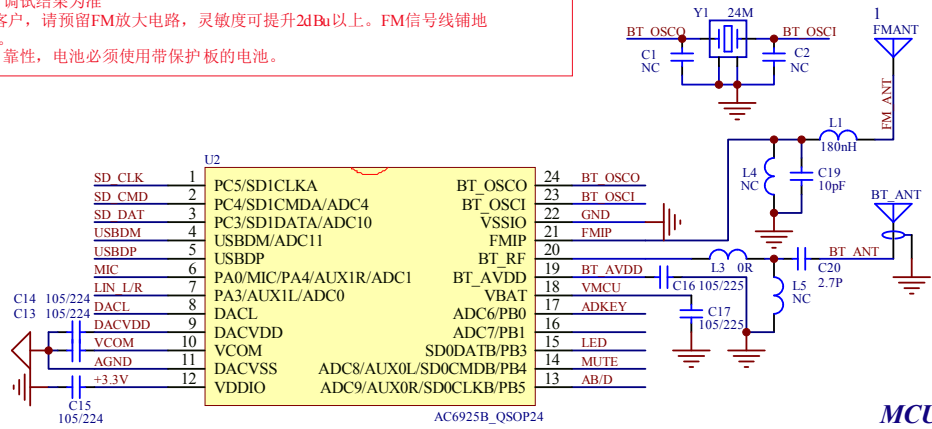 调试结果为准
客户，请预留FM放大电路，灵敏度可提升2dBu以上。FM信号线铺地
靠性，电池必须使用带保护板的电池。
Y1 24M
BT_OSCO BT_OSCI
C1
NC
C2
NC
1
FMANT
FM_ANT
L1
180nH
L4
NC
C19
10pF
BT_ANT
BT_ANT
L3 0R
C20
2.7P
L5
NC
C16 105/225
C17
105/225
U2
SD_CLK 1 PC5/SD1CLKA
SD_CMD 2 PC4/SD1CMDA/ADC4
SD_DAT 3 PC3/SD1DATA/ADC10
USBDM 4 USBDM/ADC11
USBDP 5 USBDP
MIC 6 PA0/MIC/PA4/AUX1R/ADC1
LIN_L/R 7 PA3/AUX1L/ADC0
DACL 8 DACL
DACVDD 9 DACVDD
VCOM 10 VCOM
AGND 11 DACVSS
+3.3V 12 VDDIO
BT_OSCO 24 BT_OSCO
BT_OSCI 23 BT_OSCI
VSSIO 22 GND
FMIP 21 FMIP
BT_RF 20
BT_AVDD 19 BT_AVDD
VBAT 18 VMCU
ADC6/PB0 17 ADKEY
ADC7/PB1 16
SD0DATB/PB3 15 LED
ADC8/AUX0L/SD0CMDB/PB4 14 MUTE
ADC9/AUX0R/SD0CLKB/PB5 13 AB/D
C14 105/224
C13 105/224
C15
105/224
AC6925B_QSOP24
MCU